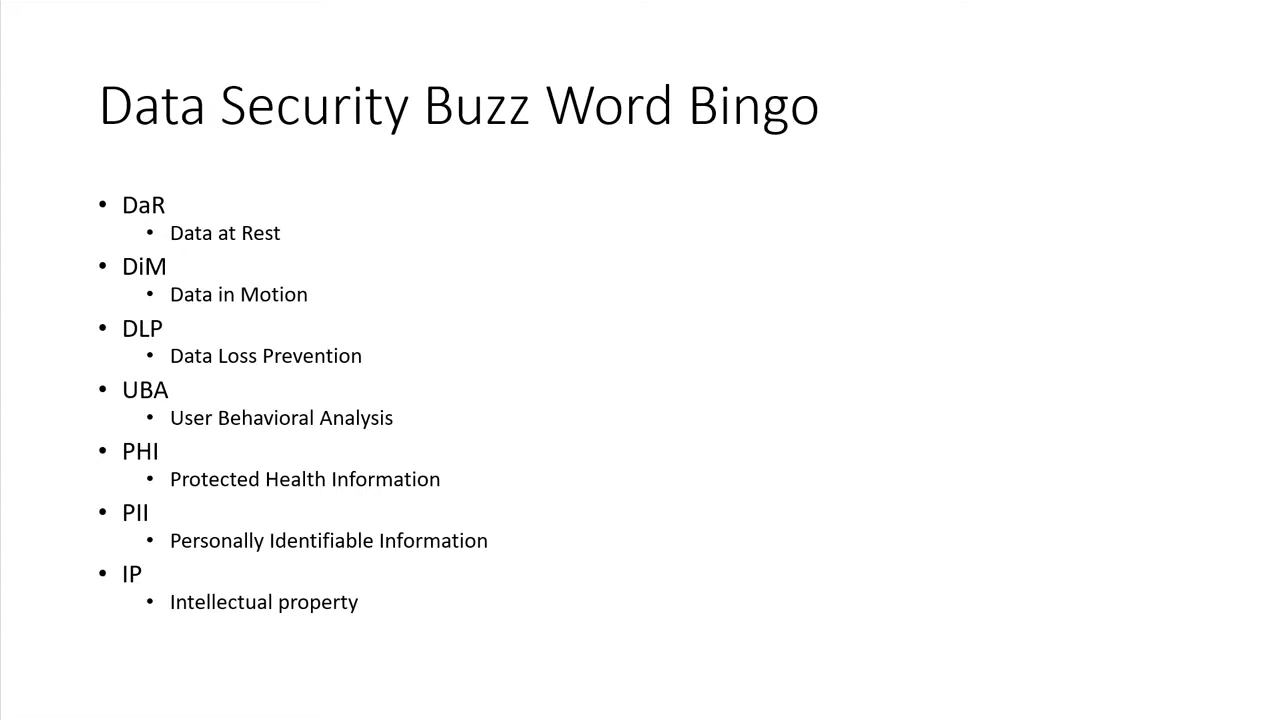 Data Security Buzz Word Bingo
• DaR
• Data at Rest
• DiM
• Data in Motion
• DLP
• Data Loss Prevention
• UBA
• User Behavioral Analysis
• PHI
• Protected Health Information
• PII
• Personally Identifiable Information
• IP
• Intellectual property